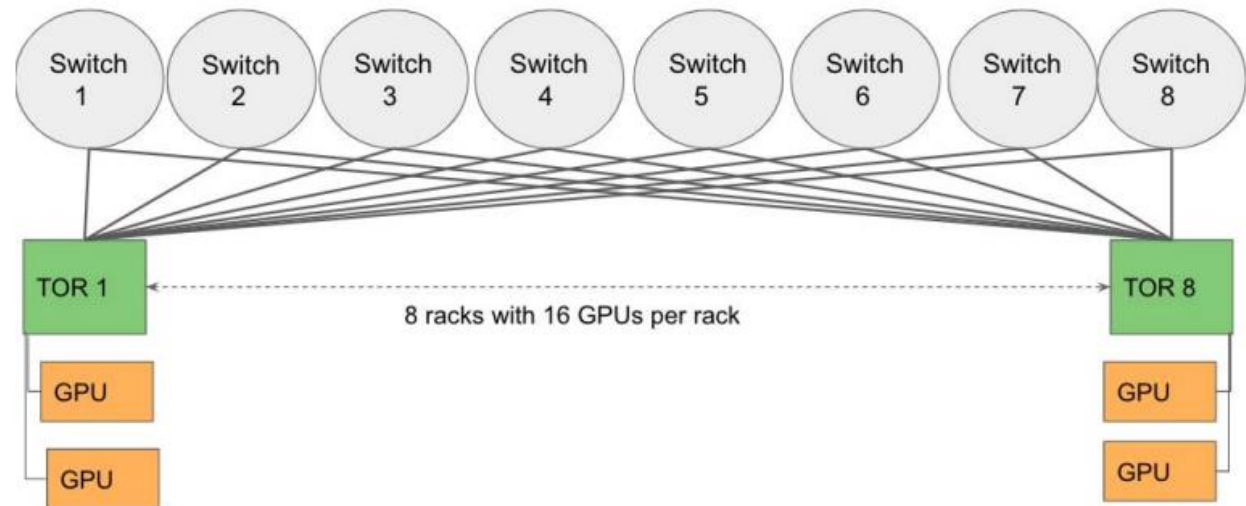 Switch
1
Switch
2
Switch
3
Switch
4
Switch
5
Switch
6
Switch
7
Switch
8
TOR 1
TOR 8
8 racks with 16 GPUs per rack
GPU
GPU
GPU
GPU